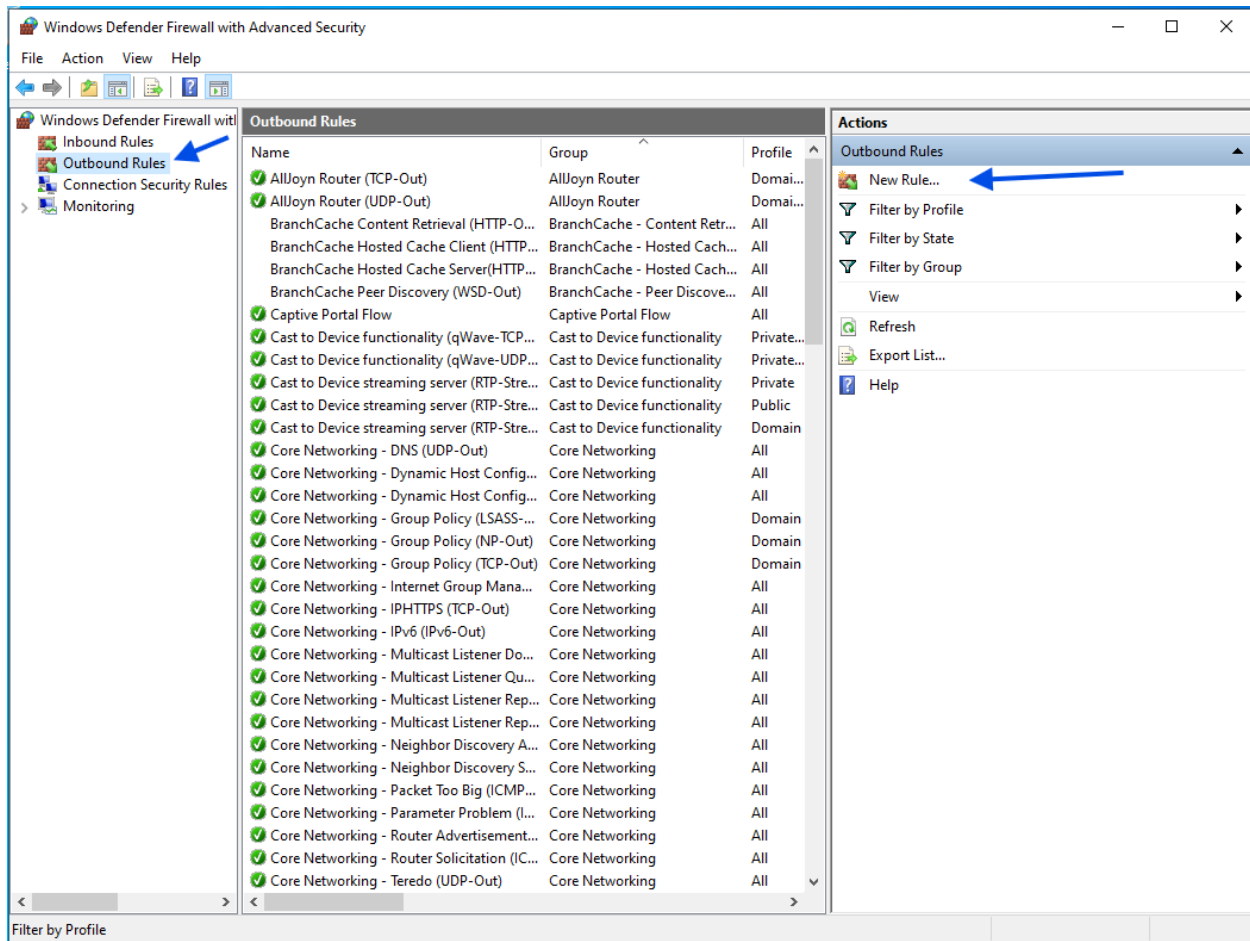 Windows Defender Firewall with Advanced Security
File Action View Help
Windows Defender Firewall witl
Inbound Rules
Outbound Rules
Connection Security Rules
Monitoring
Outbound Rules
Name Group Profile
AllJoyn Router (TCP-Out) AllJoyn Router Domai...
AllJoyn Router (UDP-Out) AllJoyn Router Domai...
BranchCache Content Retrieval (HTTP-O... BranchCache - Content Retr... All
BranchCache Hosted Cache Client (HTTP... BranchCache - Hosted Cach... All
BranchCache Hosted Cache Server(HTTP... BranchCache - Hosted Cach... All
BranchCache Peer Discovery (WSD-Out) BranchCache - Peer Discove... All
Captive Portal Flow Captive Portal Flow All
Cast to Device functionality (qWave-TCP... Cast to Device functionality Private...
Cast to Device functionality (qWave-UDP... Cast to Device functionality Private...
Cast to Device streaming server (RTP-Stre... Cast to Device functionality Private
Cast to Device streaming server (RTP-Stre... Cast to Device functionality Public
Cast to Device streaming server (RTP-Stre... Cast to Device functionality Domain
Core Networking - DNS (UDP-Out) Core Networking All
Core Networking - Dynamic Host Config... Core Networking All
Core Networking - Dynamic Host Config... Core Networking All
Core Networking - Group Policy (LSASS-... Core Networking Domain
Core Networking - Group Policy (NP-Out) Core Networking Domain
Core Networking - Group Policy (TCP-Out) Core Networking Domain
Core Networking - Internet Group Mana... Core Networking All
Core Networking - IPHTTPS (TCP-Out) Core Networking All
Core Networking - IPv6 (IPv6-Out) Core Networking All
Core Networking - Multicast Listener Do... Core Networking All
Core Networking - Multicast Listener Qu... Core Networking All
Core Networking - Multicast Listener Rep... Core Networking All
Core Networking - Multicast Listener Rep... Core Networking All
Core Networking - Neighbor Discovery A... Core Networking All
Core Networking - Neighbor Discovery S... Core Networking All
Core Networking - Packet Too Big (ICMP... Core Networking All
Core Networking - Parameter Problem (I... Core Networking All
Core Networking - Router Advertisement... Core Networking All
Core Networking - Router Solicitation (IC... Core Networking All
Core Networking - Teredo (UDP-Out) Core Networking All
Actions
Outbound Rules
New Rule...
Filter by Profile
Filter by State
Filter by Group
View
Refresh
Export List...
Help
Filter by Profile